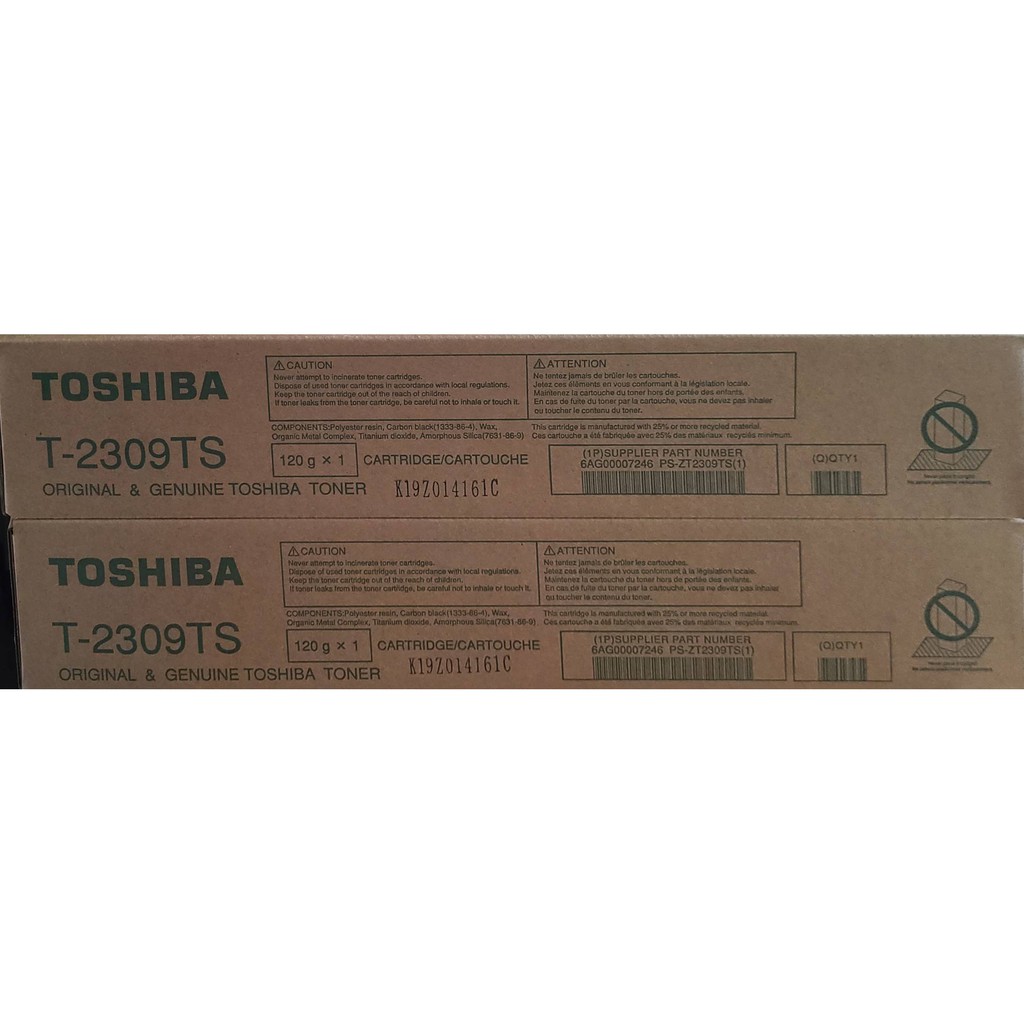 TOSHIBA
T-2309TS
ORIGINAL & GENUINE TOSHIBA TONER
⚠CAUTION
Never attempt to incinerate toner cartridges.
Dispose of used toner cartridges in accordance with local regulations.
Keep the toner cartridge out of the reach of children.
If toner leaks from the toner cartridge, be careful not to inhale or touch it.
⚠ATTENTION
Ne tentez jamais de brûler les cartouches.
Jetez ces éléments en vous conformant à la législation locale.
Maintenez la cartouche du toner hors de portée des enfants.
En cas de fuite du toner par la cartouche, vous ne devez pas inhaler
ou toucher le contenu du toner.
COMPONENTS:Polyester resin, Carbon black(1333-86-4), Wax,
Organic Metal Complex, Titanium dioxide, Amorphous Silica(7631-86-9)
This cartridge is manufactured with 25% or more recycled material.
Ces cartouche a été fabriquée avec 25% des matériaux recyclés minimum.
120 g × 1
CARTRIDGE/CARTOUCHE
K19Z014161C
(1P)SUPPLIER PART NUMBER
6AG00007246 PS-ZT2309TS(1)
(Q)QTY1
TOSHIBA
T-2309TS
ORIGINAL & GENUINE TOSHIBA TONER
⚠CAUTION
Never attempt to incinerate toner cartridges.
Dispose of used toner cartridges in accordance with local regulations.
Keep the toner cartridge out of the reach of children.
If toner leaks from the toner cartridge, be careful not to inhale or touch it.
⚠ATTENTION
Ne tentez jamais de brûler les cartouches.
Jetez ces éléments en vous conformant à la législation locale.
Maintenez la cartouche du toner hors de portée des enfants.
En cas de fuite du toner par la cartouche, vous ne devez pas inhaler
ou toucher le contenu du toner.
COMPONENTS:Polyester resin, Carbon black(1333-86-4), Wax,
Organic Metal Complex, Titanium dioxide, Amorphous Silica(7631-86-9)
This cartridge is manufactured with 25% or more recycled material.
Ces cartouche a été fabriquée avec 25% des matériaux recyclés minimum.
120 g × 1
CARTRIDGE/CARTOUCHE
K19Z014161C
(1P)SUPPLIER PART NUMBER
6AG00007246 PS-ZT2309TS(1)
(Q)QTY1